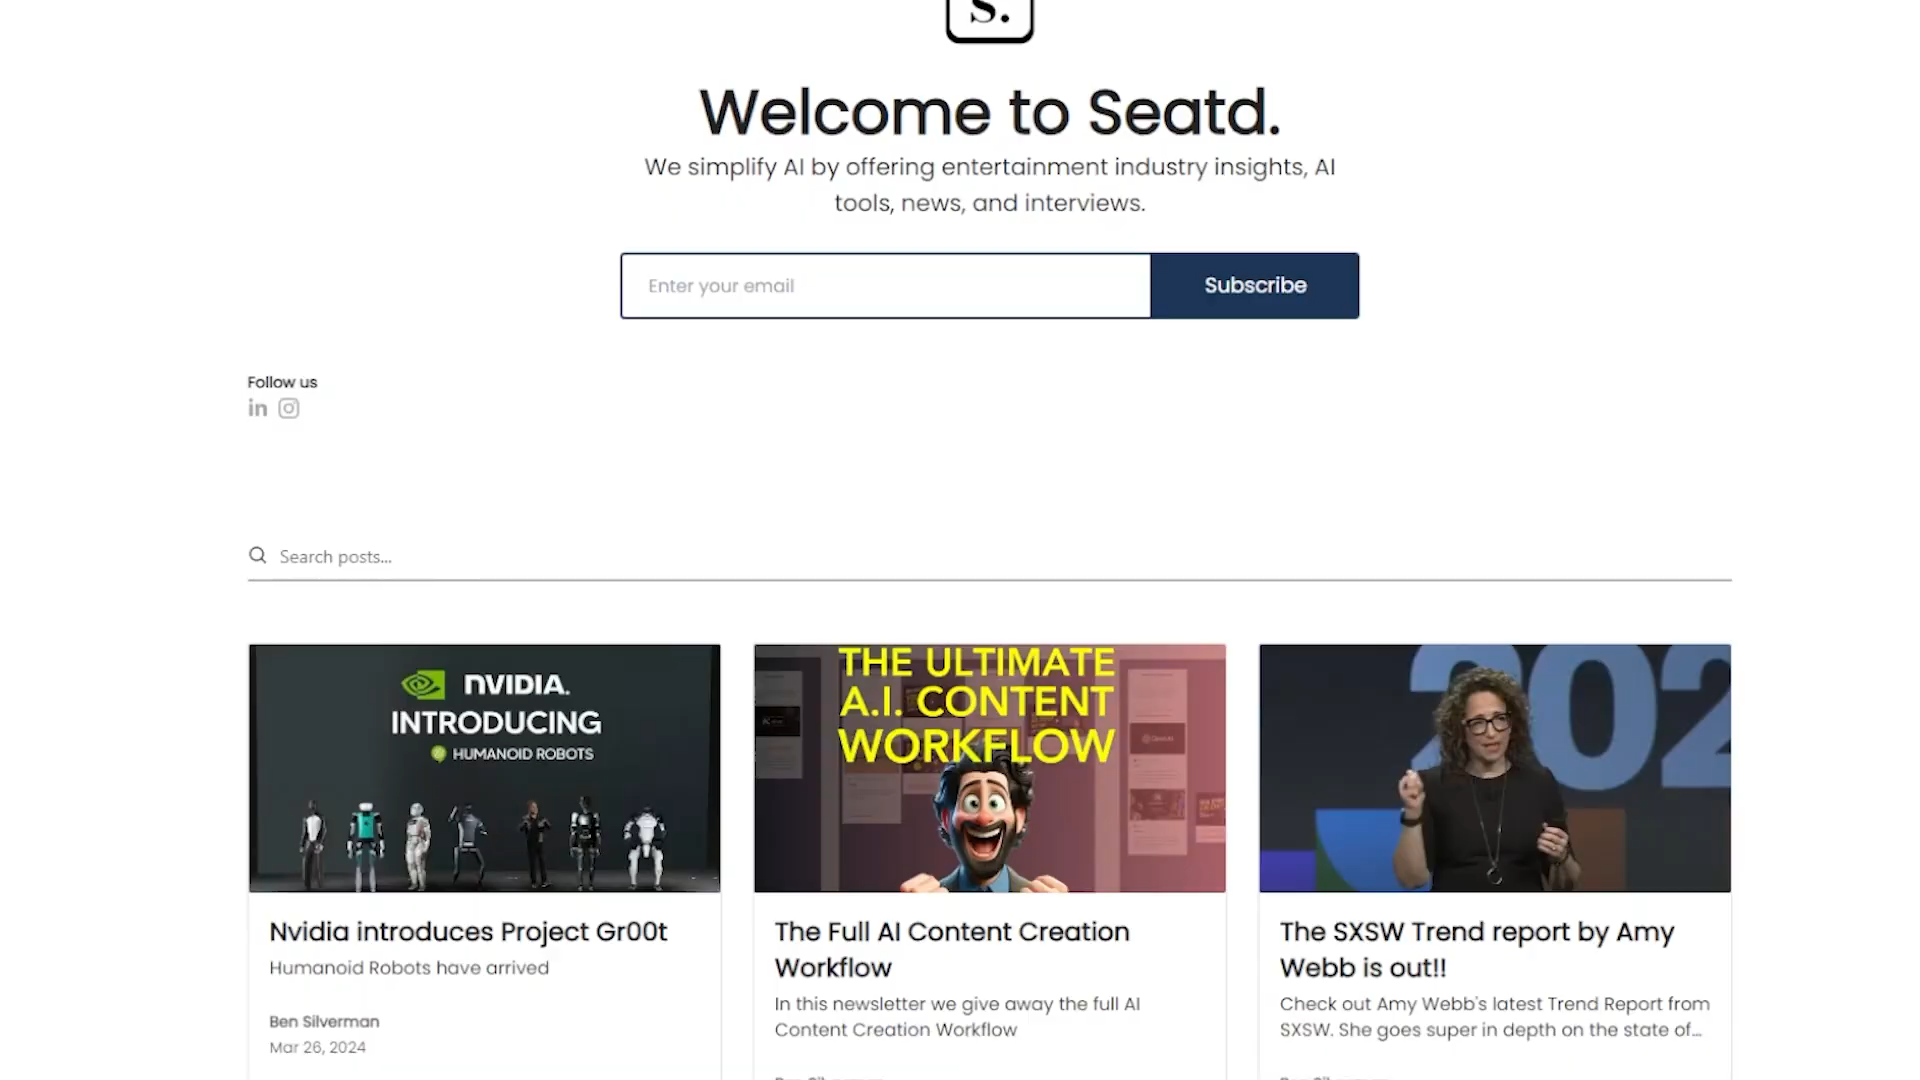 S.
Welcome to Seatd.
We simplify AI by offering entertainment industry insights, AI
tools, news, and interviews.
Enter your email
Subscribe
Follow us
in
Search posts...
NVIDIA.
INTRODUCING
HUMANOID ROBOTS
Nvidia introduces Project Gr00t
Humanoid Robots have arrived
Ben Silverman
Mar 26, 2024
THE ULTIMATE
A.I. CONTENT
WORKFLOW
The Full AI Content Creation
Workflow
In this newsletter we give away the full AI
Content Creation Workflow
202
The SXSW Trend report by Amy
Webb is out!!
Check out Amy Webb's latest Trend Report from
SXSW. She goes super in depth on the state of...